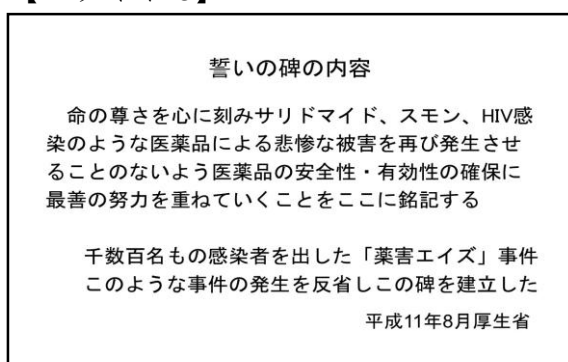 誓いの碑の内容
命の尊さを心に刻みサリドマイド、スモン、HIV感
染のような医薬品による悲惨な被害を再び発生させ
ることのないよう医薬品の安全性・有効性の確保に
最善の努力を重ねていくことをここに銘記する
千数百名もの感染者を出した「薬害エイズ」事件
このような事件の発生を反省しこの碑を建立した
平成11年8月厚生省